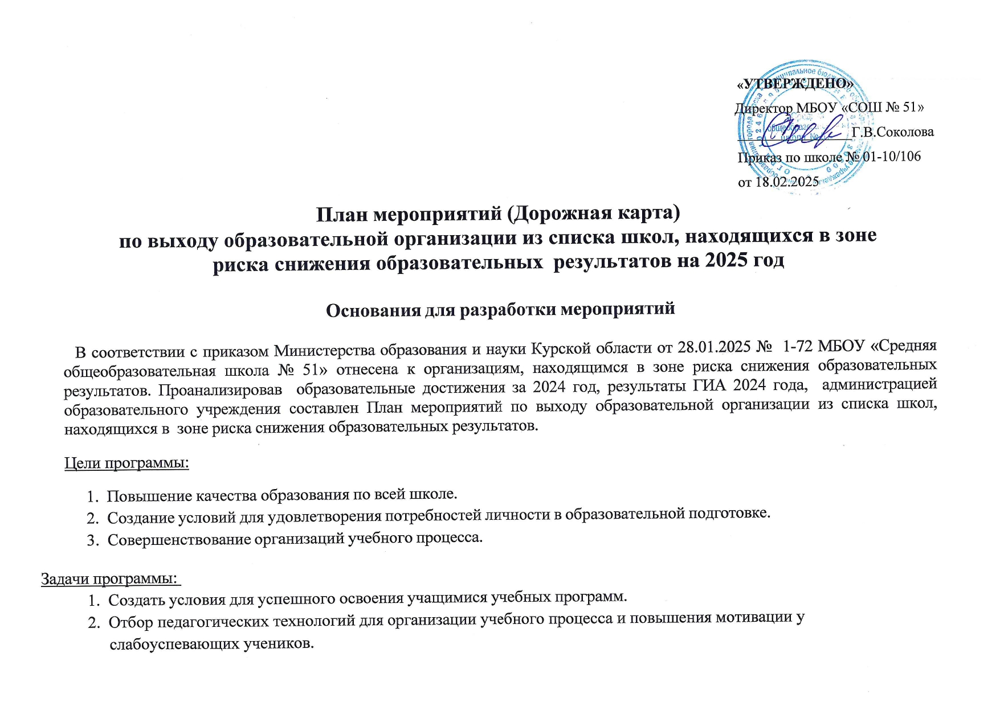 «УТВЕРЖДЕНО»
Директор МБОУ «СОШ № 51»
Г.В.Соколова
Приказ по школе № 01-10/106
от 18.02.2025
План мероприятий (Дорожная карта)
по выходу образовательной организации из списка школ, находящихся в зоне
риска снижения образовательных результатов на 2025 год
Основания для разработки мероприятий
В соответствии с приказом Министерства образования и науки Курской области от 28.01.2025 № 1-72 МБОУ «Средняя
общеобразовательная школа № 51» отнесена к организациям, находящимся в зоне риска снижения образовательных
результатов. Проанализировав образовательные достижения за 2024 год, результаты ГИА 2024 года, администрацией
образовательного учреждения составлен План мероприятий по выходу образовательной организации из списка школ,
находящихся в зоне риска снижения образовательных результатов.
Цели программы:
1. Повышение качества образования по всей школе.
2. Создание условий для удовлетворения потребностей личности в образовательной подготовке.
3. Совершенствование организаций учебного процесса.
Задачи программы:
1. Создать условия для успешного освоения учащимися учебных программ.
2. Отбор педагогических технологий для организации учебного процесса и повышения мотивации у
слабоуспевающих учеников.